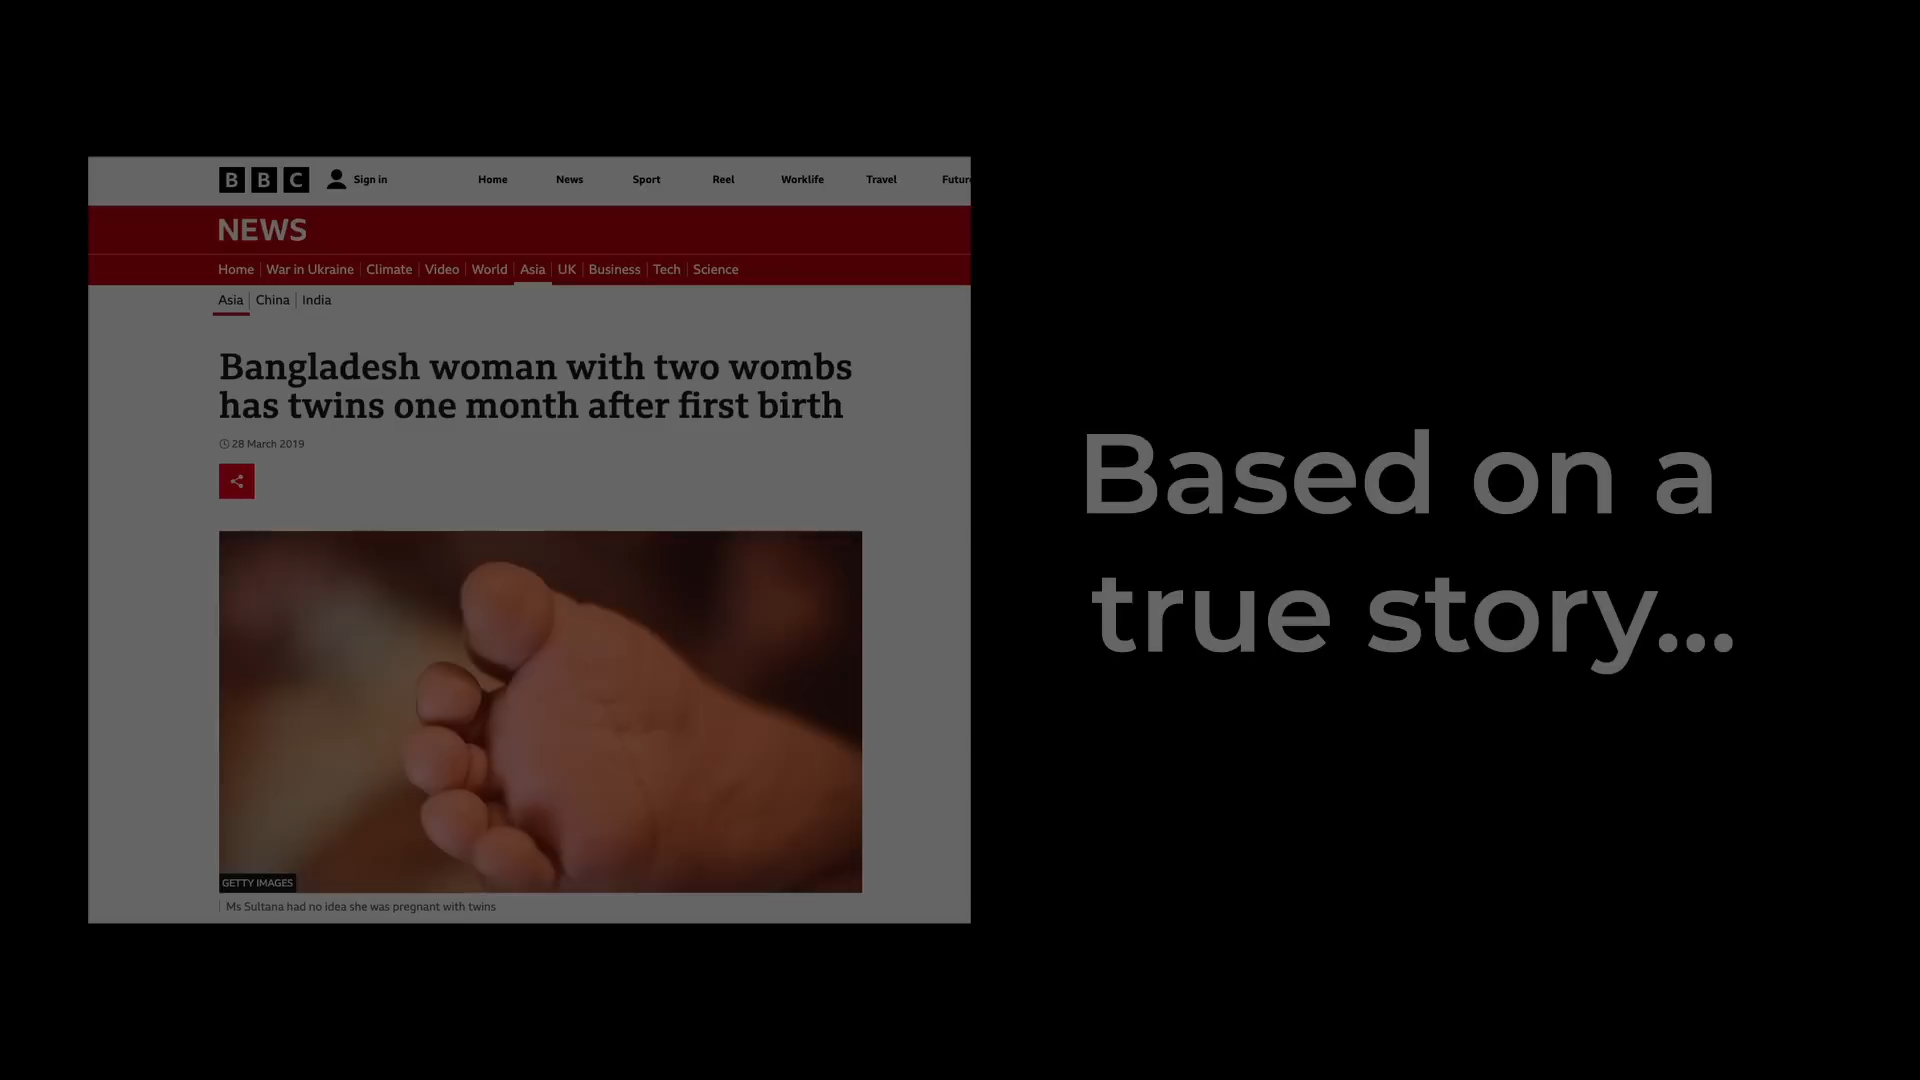 BBC Sign in Home News Sport Reel Worklife Travel
NEWS
Home War in Ukraine Climate Video World Asia UK Business Tech Science
Asia China India
Bangladesh woman with two wombs
has twins one month after first birth
28 March 2019
GETTY IMAGES
Ms Sultana had no idea she was pregnant with twins
Based on a
true story...